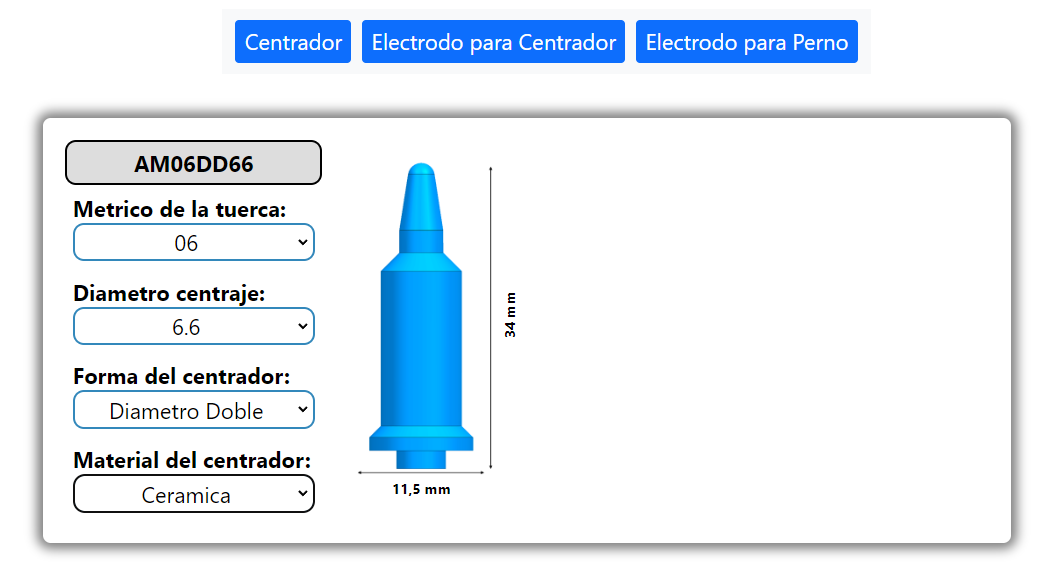 Centrador
Electrodo para Centrador
Electrodo para Perno
AM06DD66
Metrico de la tuerca:
06
Diametro centraje:
6.6
Forma del centrador:
Diametro Doble
Material del centrador:
Ceramica
34 mm
11,5 mm